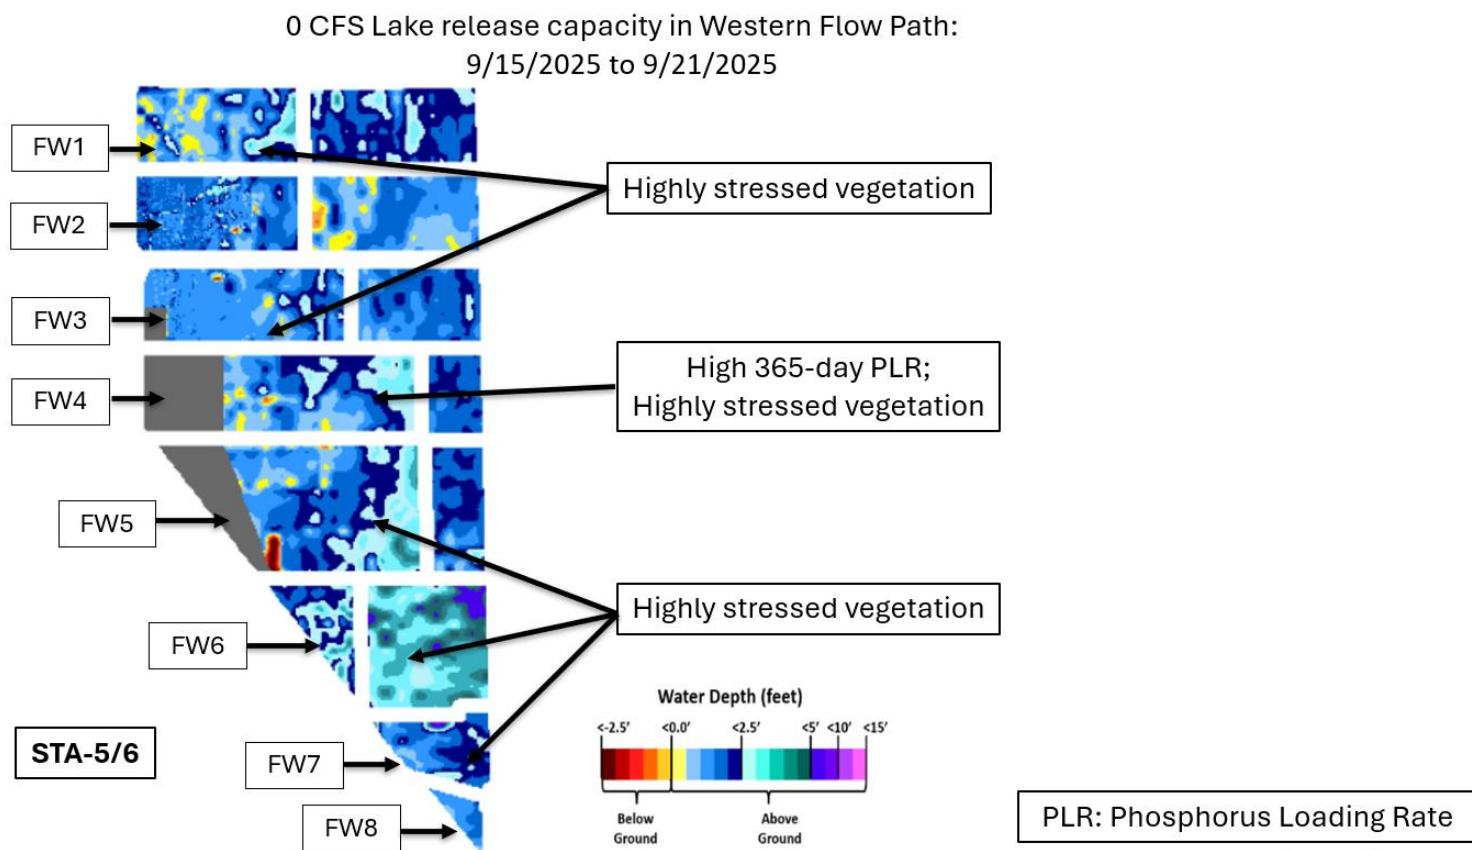 0 CFS Lake release capacity in Western Flow Path:
9/15/2025 to 9/21/2025
FW1
Highly stressed vegetation
FW2
FW3
High 365-day PLR;
Highly stressed vegetation
FW4
FW5
Highly stressed vegetation
FW6
Water Depth (feet)
<-2.5' <0.0' <2.5' <5' <10' <15'
STA-5/6
FW7
Below
Ground
Above
Ground
PLR: Phosphorus Loading Rate
FW8